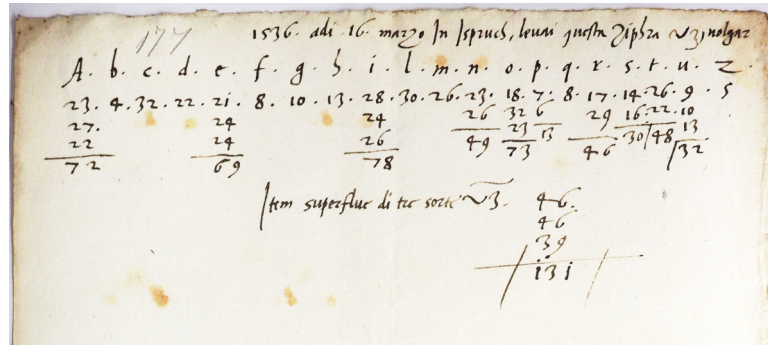 177
1536. adi 16. marzo In Ispruch, levai questa Ziphra
A. b. c. d. e. f. g. h. i. l. m. n. o. p. q. r. s. t. u. Z
23. 4. 32. 22. 21. 8. 10. 13. 28. 30. 26. 23. 18. 7. 8. 17. 14. 26. 9. 5
27. 24 24 26 32 6 29 16. 22. 10
22 24 26 49 23 13 46 30 48 13
72 69 78 73 32
Item superflue di tre sorte 46.
46
39
131